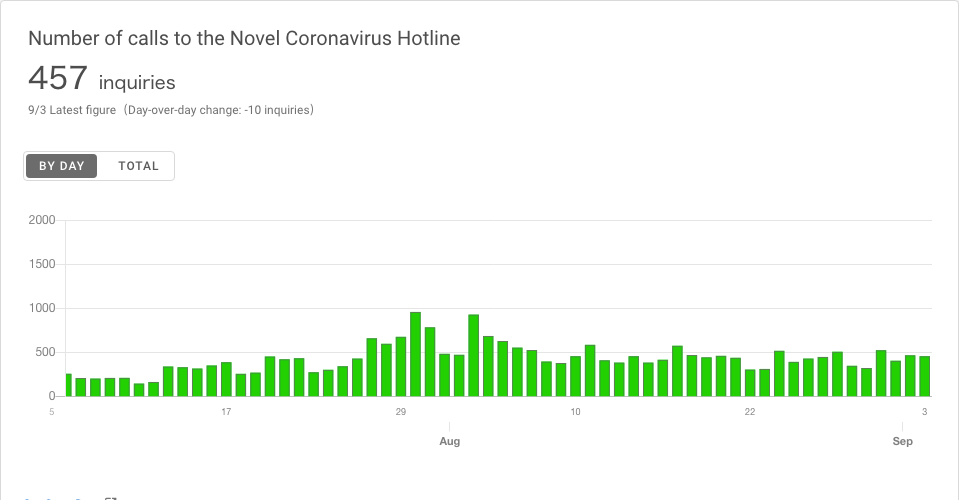 Number of calls to the Novel Coronavirus Hotline
457 inquiries
9/3 Latest figure（Day-over-day change: -10 inquiries）
BY DAY TOTAL
2000
1500
1000
500
0
5 17 29 10 22 3
Aug Sep